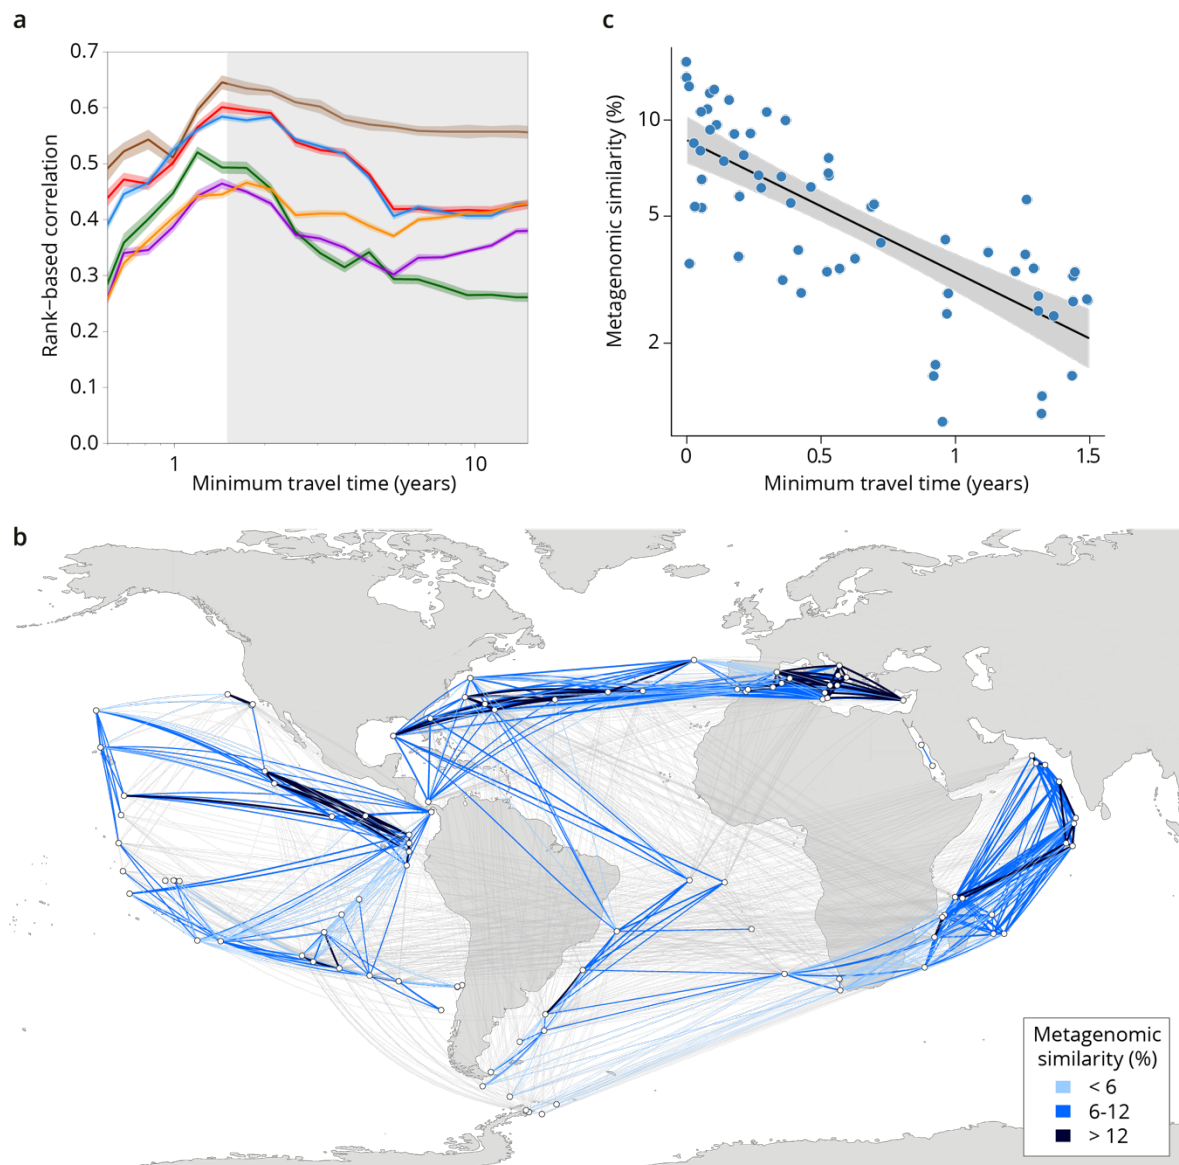 a
0.7
0.6
0.5
0.4
0.3
0.2
0.1
0.0
Rank−based correlation
1
10
Minimum travel time (years)
c
10
5
2
Metagenomic similarity (%)
0
0.5
1
1.5
Minimum travel time (years)
b
Metagenomic
similarity (%)
< 6
6-12
> 12